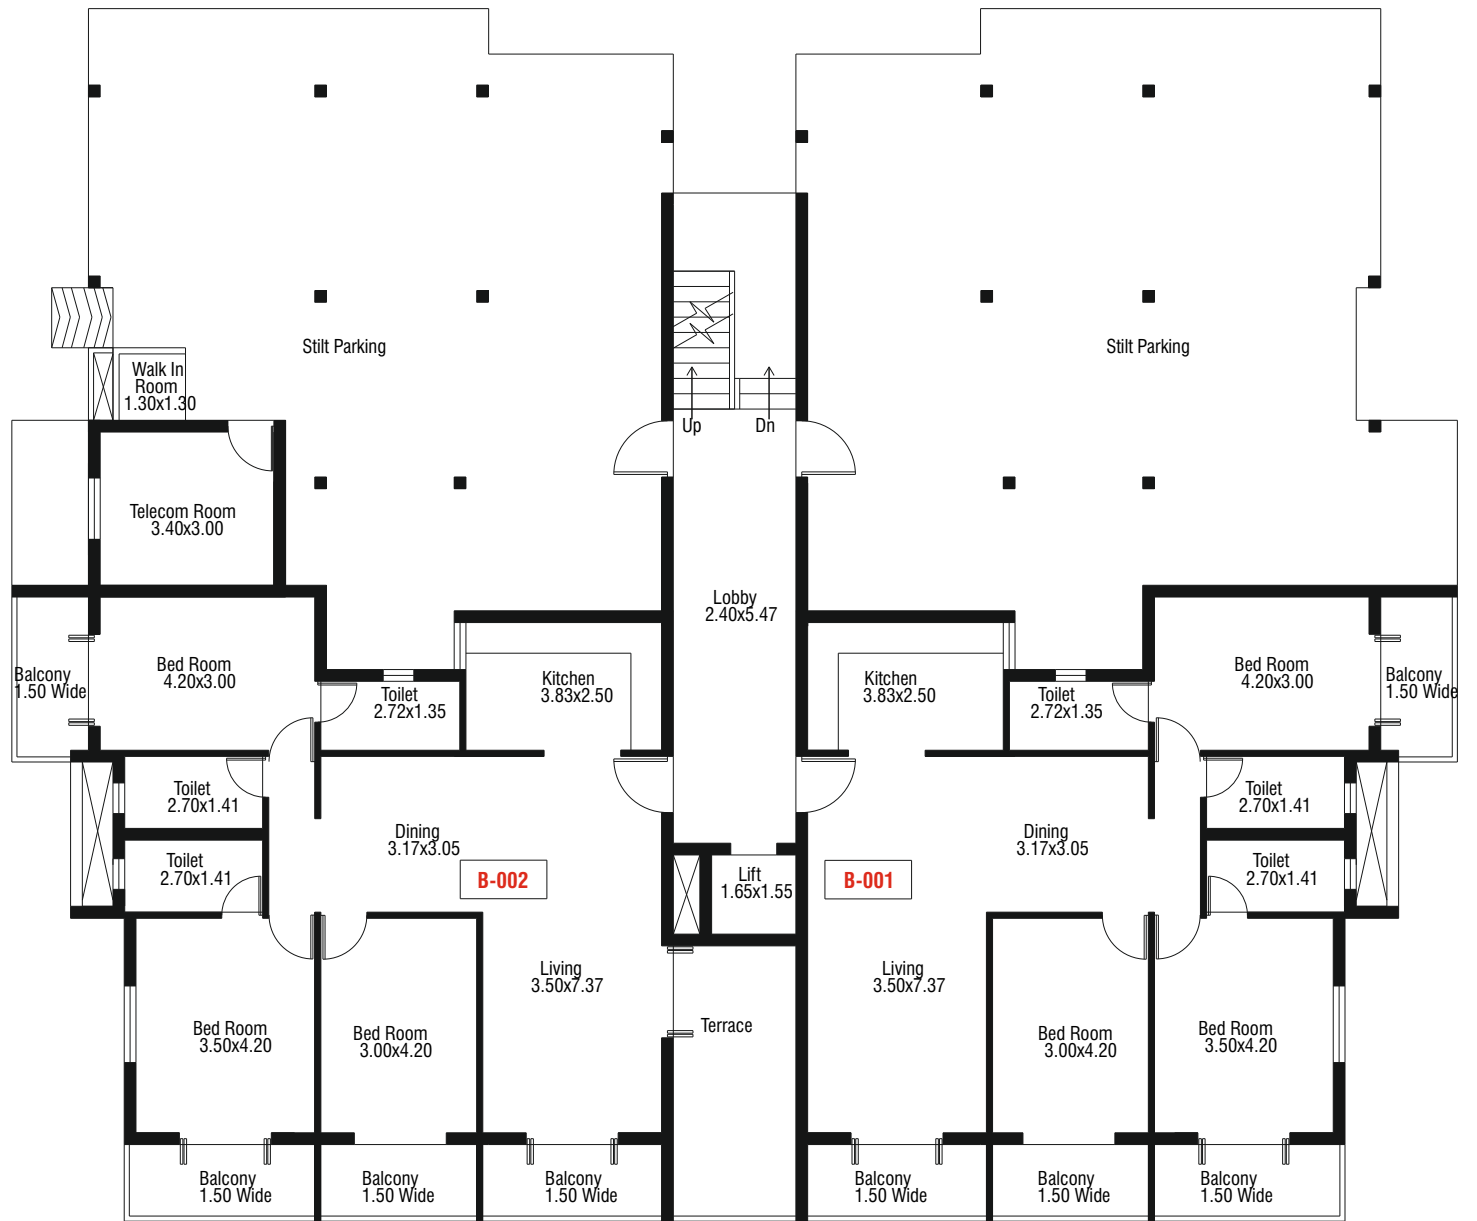 Stilt Parking
Stilt Parking
Walk In
Room
1.30x1.30
Up
Dn
Telecom Room
3.40x3.00
Lobby
2.40x5.47
Balcony
1.50 Wide
Bed Room
4.20x3.00
Toilet
2.72x1.35
Kitchen
3.83x2.50
Kitchen
3.83x2.50
Toilet
2.72x1.35
Bed Room
4.20x3.00
Balcony
1.50 Wide
Toilet
2.70x1.41
Toilet
2.70x1.41
Dining
3.17x3.05
Dining
3.17x3.05
Toilet
2.70x1.41
Toilet
2.70x1.41
B-002
Lift
1.65x1.55
B-001
Living
3.50x7.37
Living
3.50x7.37
Bed Room
3.50x4.20
Bed Room
3.00x4.20
Terrace
Bed Room
3.00x4.20
Bed Room
3.50x4.20
Balcony
1.50 Wide
Balcony
1.50 Wide
Balcony
1.50 Wide
Balcony
1.50 Wide
Balcony
1.50 Wide
Balcony
1.50 Wide